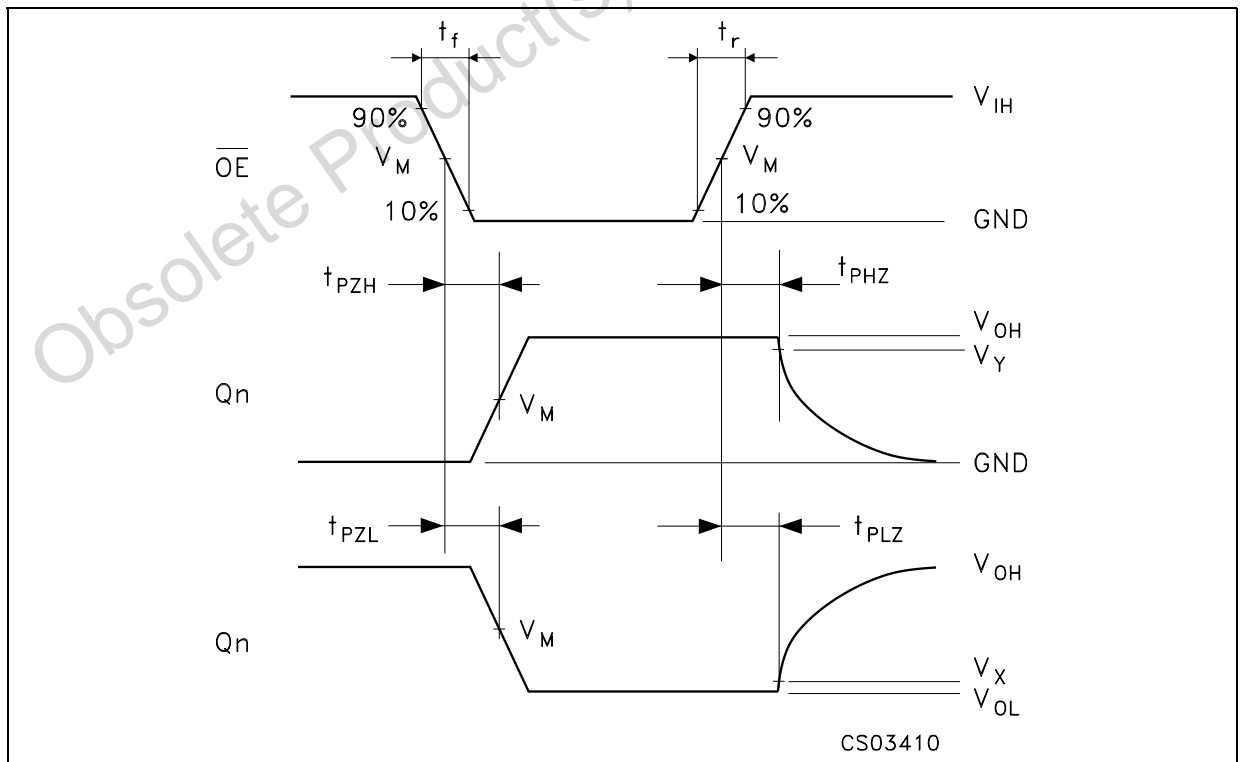 Obsolete Product(s)
t_f t_r
V_IH
90% 90%
O̅E̅ V_M V_M
10% 10%
GND
t_PZH t_PHZ
V_OH
V_Y
Qn V_M
GND
t_PZL t_PLZ
V_OH
Qn V_M
V_X
V_OL
CS03410